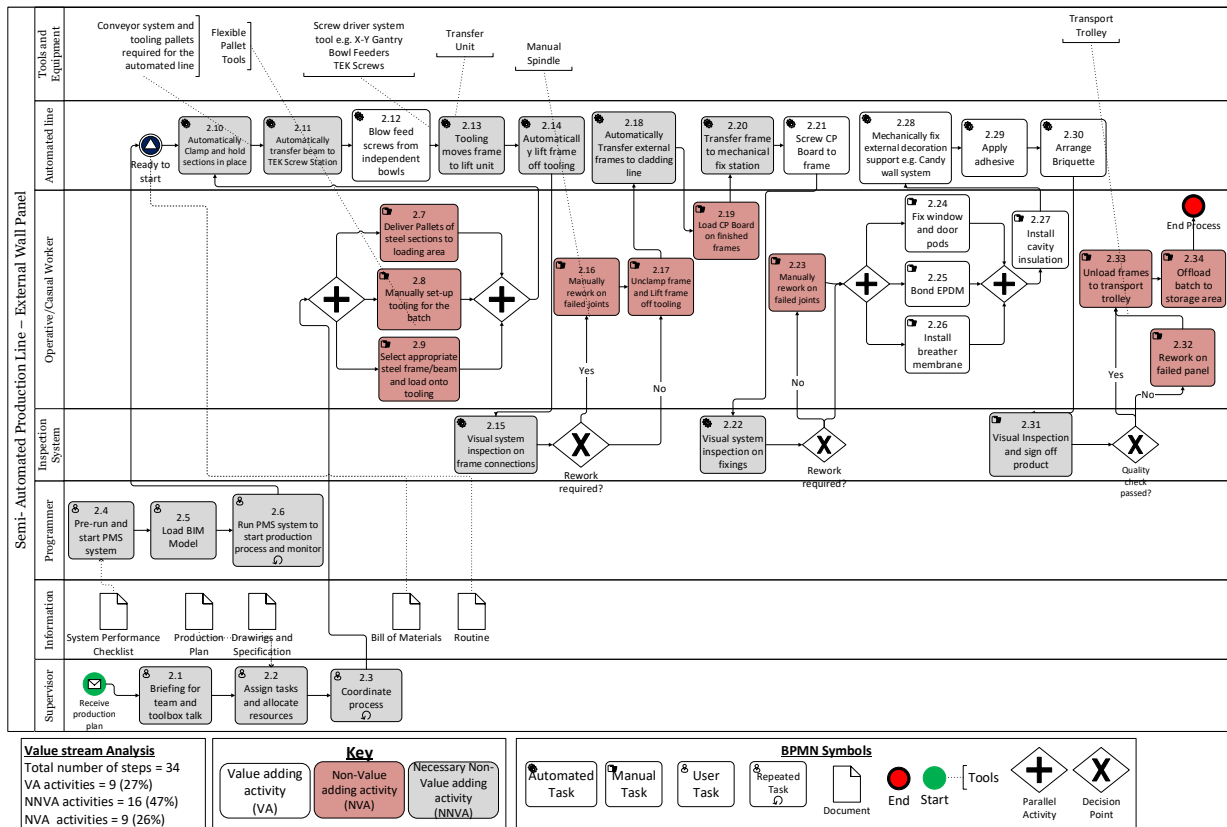 Semi- Automated Production Line – External Wall Panel
Tools and
Equipment
Conveyor system and
tooling pallets
required for the
automated line
Flexible
Pallet
Tools
Screw driver system
tool e.g. X-Y Gantry
Bowl Feeders
TEK Screws
Transfer
Unit
Manual
Spindle
Transport
Trolley
Automated line
Ready to
start
2.10
Automatically
Clamp and hold
sections in place
2.11
Automatically
transfer beam to
TEK Screw Station
2.12
Blow feed
screws from
independent
bowls
2.13
Tooling
moves frame
to lift unit
2.14
Automaticall
y lift frame
off tooling
2.18
Automatically
Transfer external
frames to cladding
line
2.20
Transfer frame
to mechanical
fix station
2.21
Screw CP
Board to
frame
2.28
Mechanically fix
external decoration
support e.g. Candy
wall system
2.29
Apply
adhesive
2.30
Arrange
Briquette
Operative/Casual Worker
2.7
Deliver Pallets of
steel sections to
loading area
2.8
Manually set-up
tooling for the
batch
2.9
Select appropriate
steel frame/beam
and load onto
tooling
2.16
Manually
rework on
failed joints
2.17
Unclamp frame
and Lift frame
off tooling
2.19
Load CP Board
on finished
frames
2.23
Manually
rework on
failed joints
2.24
Fix window
and door
pods
2.25
Bond EPDM
2.26
Install
breather
membrane
2.27
Install
cavity
insulation
2.33
Unload frames
to transport
trolley
2.34
Offload
batch to
storage area
End Process
2.32
Rework on
failed panel
Yes
No
No
Yes
No
Inspection
System
2.15
Visual system
inspection on
frame connections
Rework
required?
2.22
Visual system
inspection on
fixings
Rework
required?
2.31
Visual Inspection
and sign off
product
Quality
check
passed?
Programmer
2.4
Pre-run and
start PMS
system
2.5
Load BIM
Model
2.6
Run PMS system to
start production
process and monitor
Information
System Performance
Checklist
Production
Plan
Drawings and
Specification
Bill of Materials
Routine
Supervisor
Receive
production
plan
2.1
Briefing for
team and
toolbox talk
2.2
Assign tasks
and allocate
resources
2.3
Coordinate
process
Value stream Analysis
Total number of steps = 34
VA activities = 9 (27%)
NNVA activities = 16 (47%)
NVA activities = 9 (26%)
Key
Value adding
activity
(VA)
Non-Value
adding activity
(NVA)
Necessary Non-
Value adding
activity
(NNVA)
BPMN Symbols
Automated
Task
Manual
Task
User
Task
Repeated
Task
Document
End
Start
Tools
Parallel
Activity
X
Decision
Point